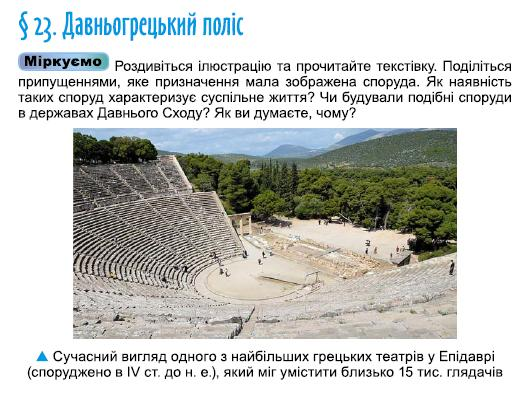 § 23. Давньогрецький поліс
Міркуємо Роздивіться ілюстрацію та прочитайте текстівку. Поділіться
припущеннями, яке призначення мала зображена споруда. Як наявність
таких споруд характеризує суспільне життя? Чи будували подібні споруди
в державах Давнього Сходу? Як ви думаєте, чому?
▲ Сучасний вигляд одного з найбільших грецьких театрів у Епідаврі
(споруджено в IV ст. до н. е.), який міг умістити близько 15 тис. глядачів